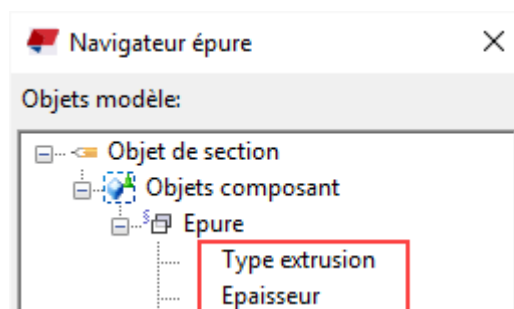 Navigateur épure
Objets modèle:
Objet de section
Objets composant
Epure
Type extrusion
Epaisseur